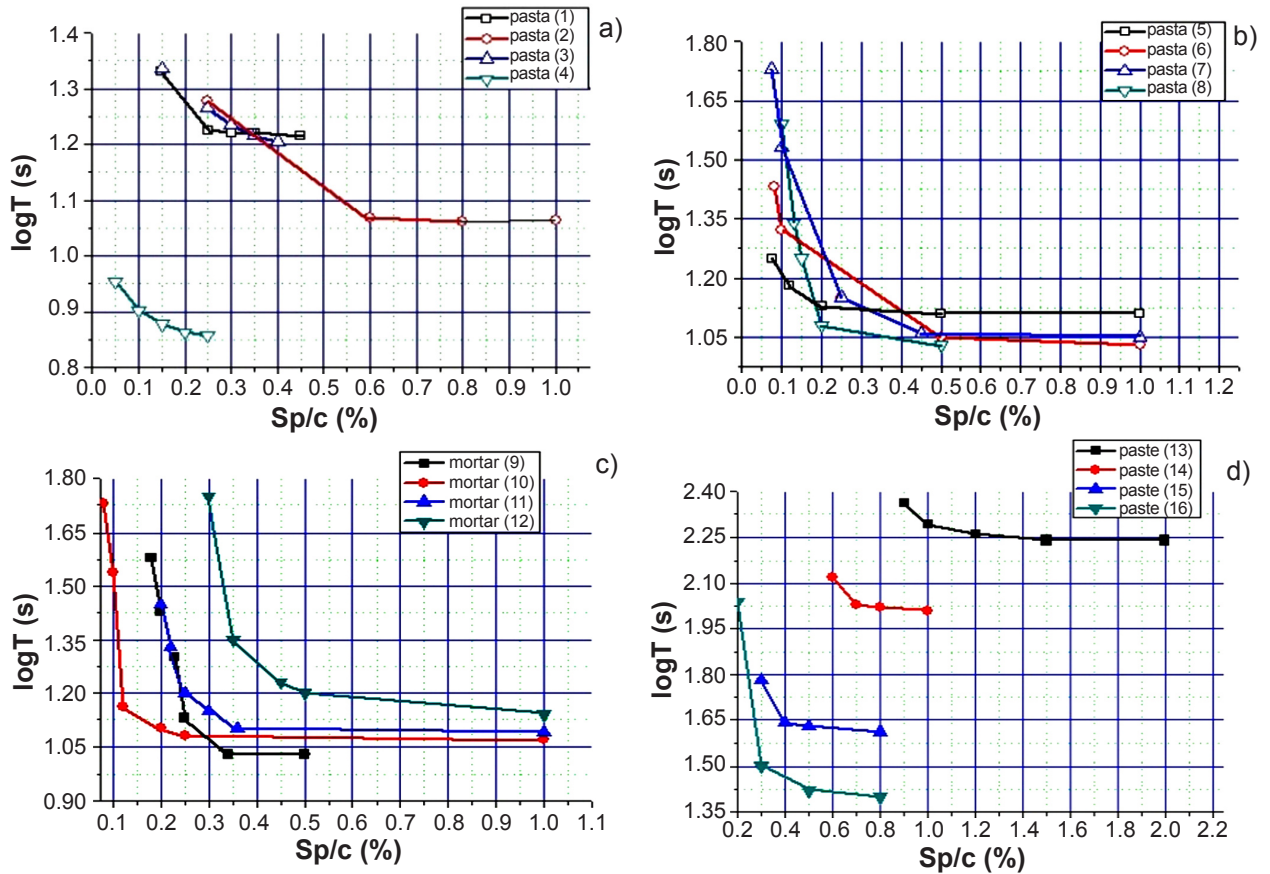 a)
pasta (1)
pasta (2)
pasta (3)
pasta (4)
1.4
1.3
1.2
1.1
1.0
0.9
0.8
logT (s)
0.0 0.1 0.2 0.3 0.4 0.5 0.6 0.7 0.8 0.9 1.0
Sp/c (%)
b)
pasta (5)
pasta (6)
pasta (7)
pasta (8)
1.80
1.65
1.50
1.35
1.20
1.05
logT (s)
0.0 0.1 0.2 0.3 0.4 0.5 0.6 0.7 0.8 0.9 1.0 1.1 1.2
Sp/c (%)
c)
mortar (9)
mortar (10)
mortar (11)
mortar (12)
1.80
1.65
1.50
1.35
1.20
1.05
0.90
logT (s)
0.1 0.2 0.3 0.4 0.5 0.6 0.7 0.8 0.9 1.0 1.1
Sp/c (%)
d)
paste (13)
paste (14)
paste (15)
paste (16)
2.40
2.25
2.10
1.95
1.80
1.65
1.50
1.35
logT (s)
0.2 0.4 0.6 0.8 1.0 1.2 1.4 1.6 1.8 2.0 2.2
Sp/c (%)